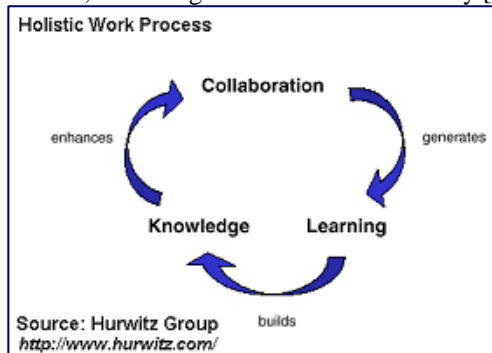 Holistic Work Process
Collaboration
enhances
generates
Knowledge
Learning
builds
Source: Hurwitz Group
http://www.hurwitz.com/